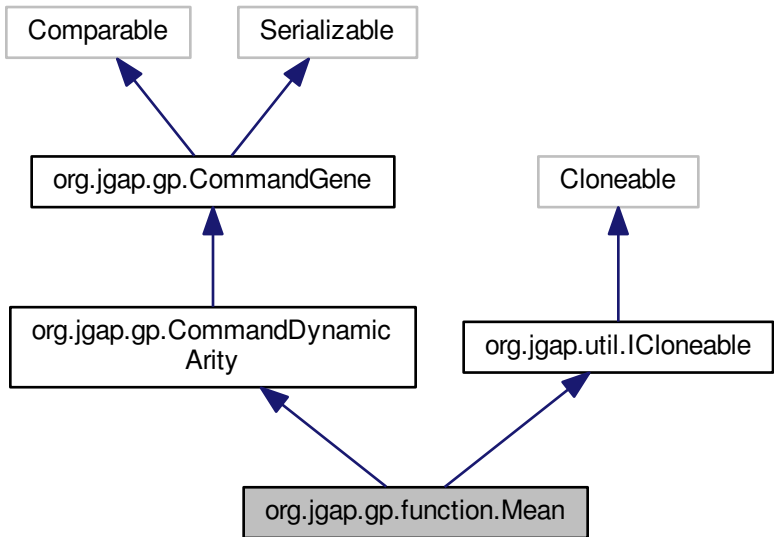 Comparable
Serializable
org.jgap.gp.CommandGene
Cloneable
org.jgap.gp.CommandDynamic
Arity
org.jgap.util.ICloneable
org.jgap.gp.function.Mean